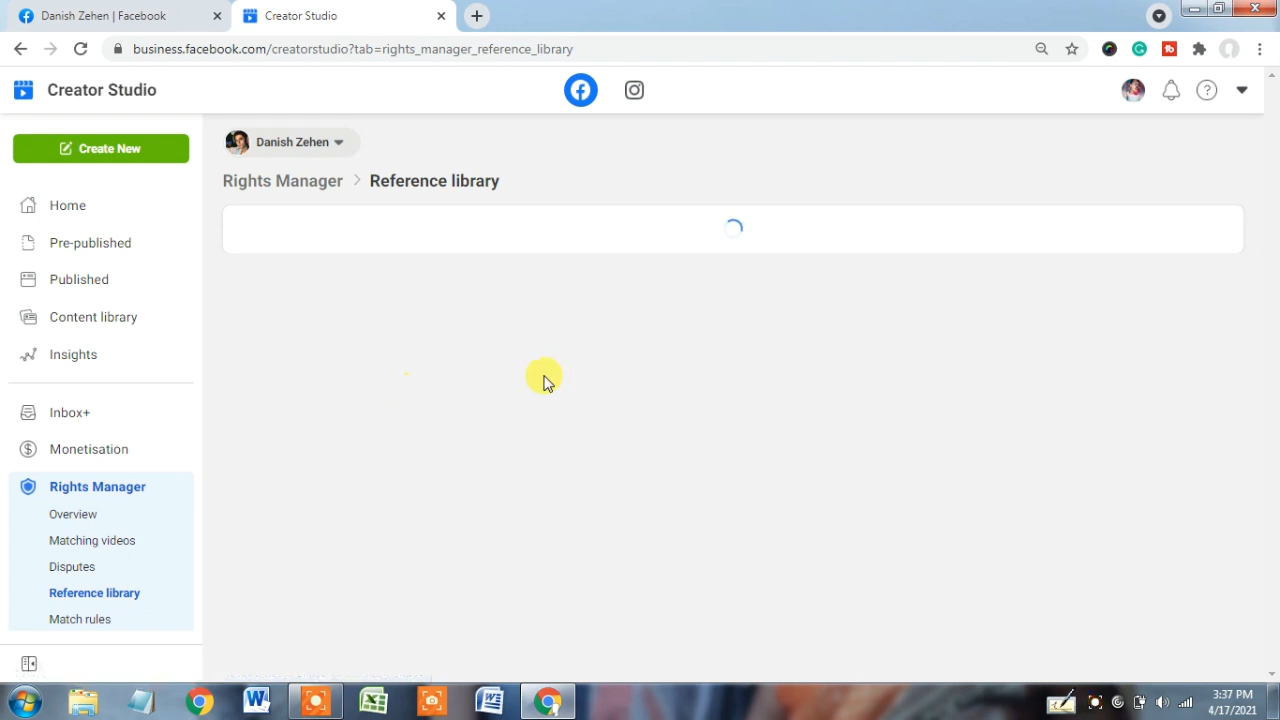 Danish Zehen | Facebook
Creator Studio
business.facebook.com/creatorstudio?tab=rights_manager_reference_library
Creator Studio
Create New
Danish Zehen
Rights Manager > Reference library
Home
Pre-published
Published
Content library
Insights
Inbox+
Monetisation
Rights Manager
Overview
Matching videos
Disputes
Reference library
Match rules
3:37 PM
4/17/2021